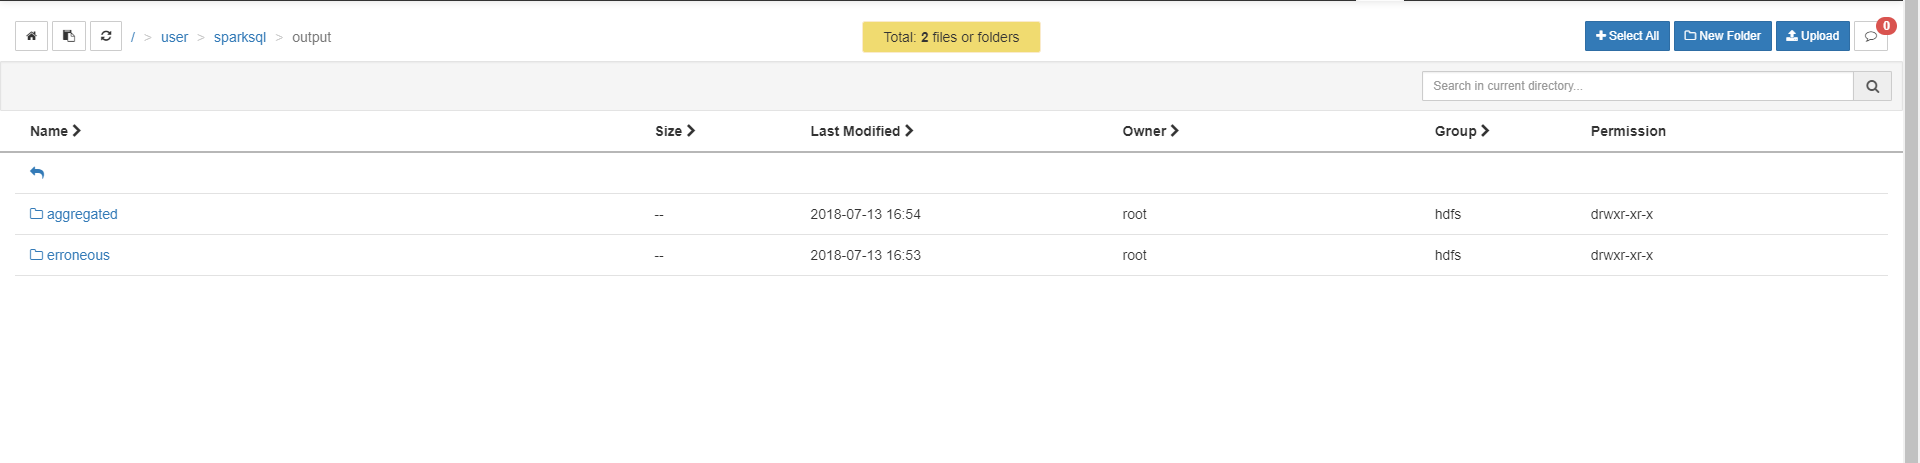 / > user > sparksql > output
Total: 2 files or folders
Select All
New Folder
Upload
0
Search in current directory...
Name Size Last Modified Owner Group Permission
aggregated -- 2018-07-13 16:54 root hdfs drwxr-xr-x
erroneous -- 2018-07-13 16:53 root hdfs drwxr-xr-x